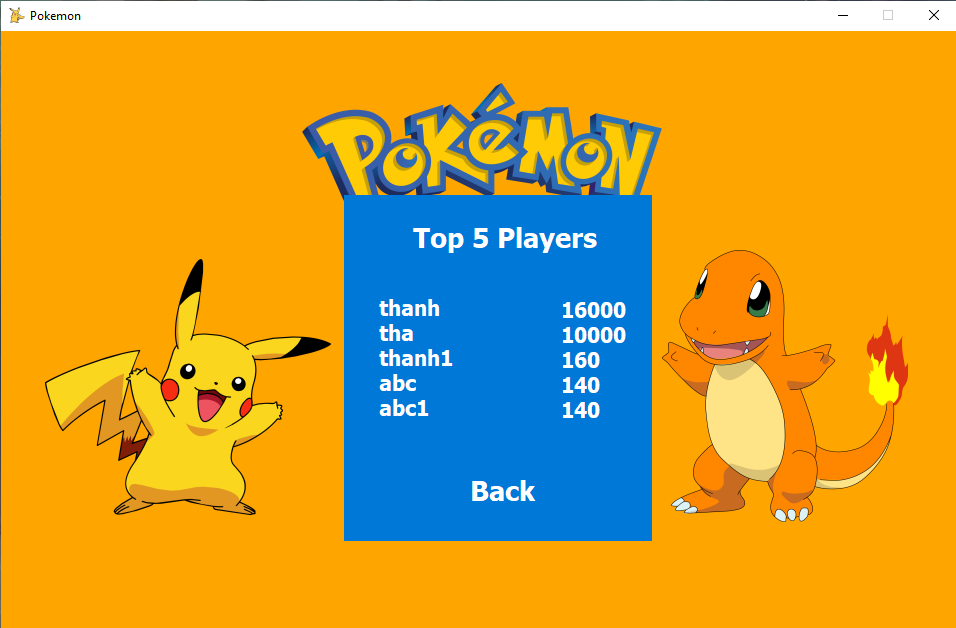 Pokemon
POKéMON
Top 5 Players
thanh 16000
tha 10000
thanh1 160
abc 140
abc1 140
Back